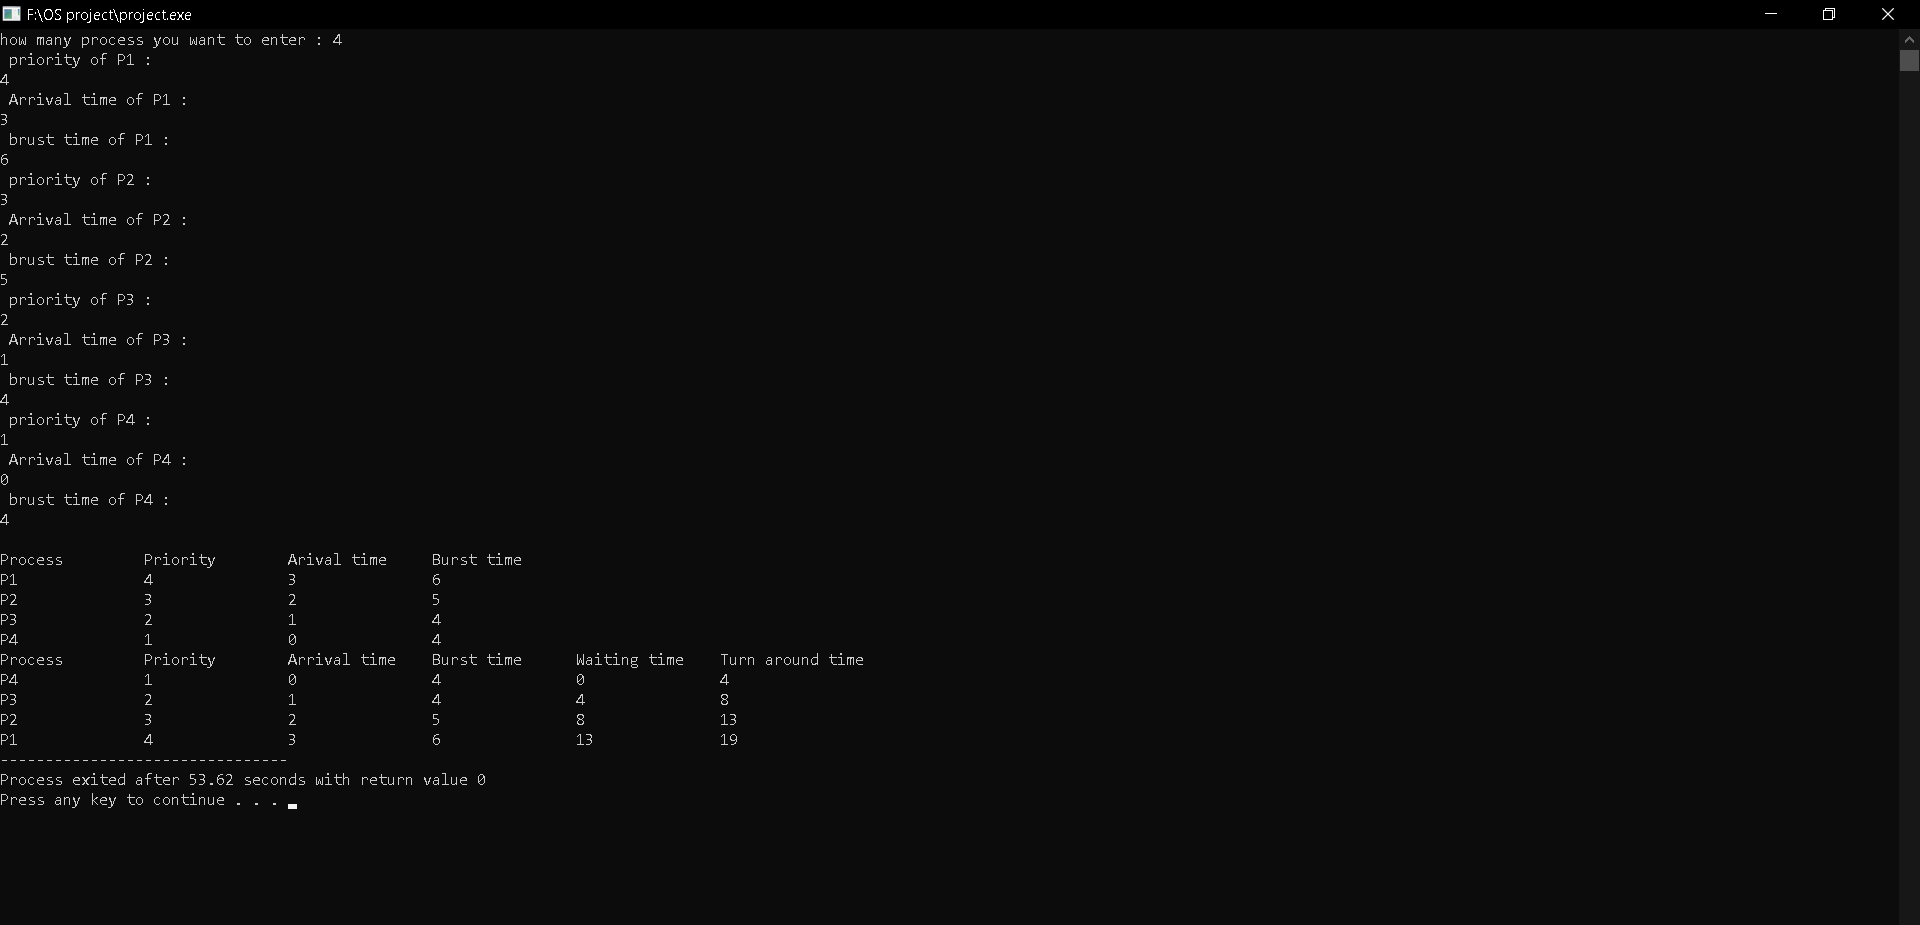 F:\OS project\project.exe
how many process you want to enter : 4
priority of P1 :
4
Arrival time of P1 :
3
brust time of P1 :
6
priority of P2 :
3
Arrival time of P2 :
2
brust time of P2 :
5
priority of P3 :
2
Arrival time of P3 :
1
brust time of P3 :
4
priority of P4 :
1
Arrival time of P4 :
0
brust time of P4 :
4
Process Priority Arival time Burst time
P1 4 3 6
P2 3 2 5
P3 2 1 4
P4 1 0 4
Process Priority Arrival time Burst time Waiting time Turn around time
P4 1 0 4 0 4
P3 2 1 4 4 8
P2 3 2 5 8 13
P1 4 3 6 13 19
--------------------------------
Process exited after 53.62 seconds with return value 0
Press any key to continue . . .